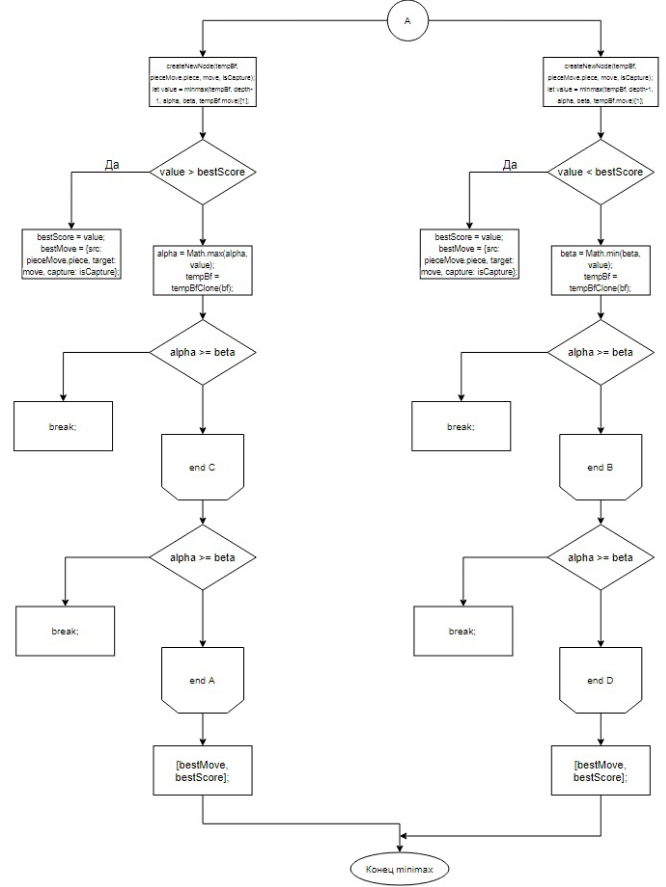 A
createNewNode(tempBf,
pieceMove.piece, move, isCapture);
let value = minmax(tempBf, depth-
1, alpha, beta, tempBf.move)[1];
value > bestScore
Да
bestScore = value;
bestMove = {src:
pieceMove.piece, target:
move, capture: isCapture};
alpha = Math.max(alpha,
value);
tempBf =
tempBfClone(bf);
alpha >= beta
break;
end C
alpha >= beta
break;
end A
[bestMove,
bestScore];
createNewNode(tempBf,
pieceMove.piece, move, isCapture);
let value = minmax(tempBf, depth-1,
alpha, beta, tempBf.move)[1];
value < bestScore
Да
bestScore = value;
bestMove = {src:
pieceMove.piece, target:
move, capture: isCapture};
beta = Math.min(beta,
value);
tempBf =
tempBfClone(bf);
alpha >= beta
break;
end B
alpha >= beta
break;
end D
[bestMove,
bestScore];
Конец minimax